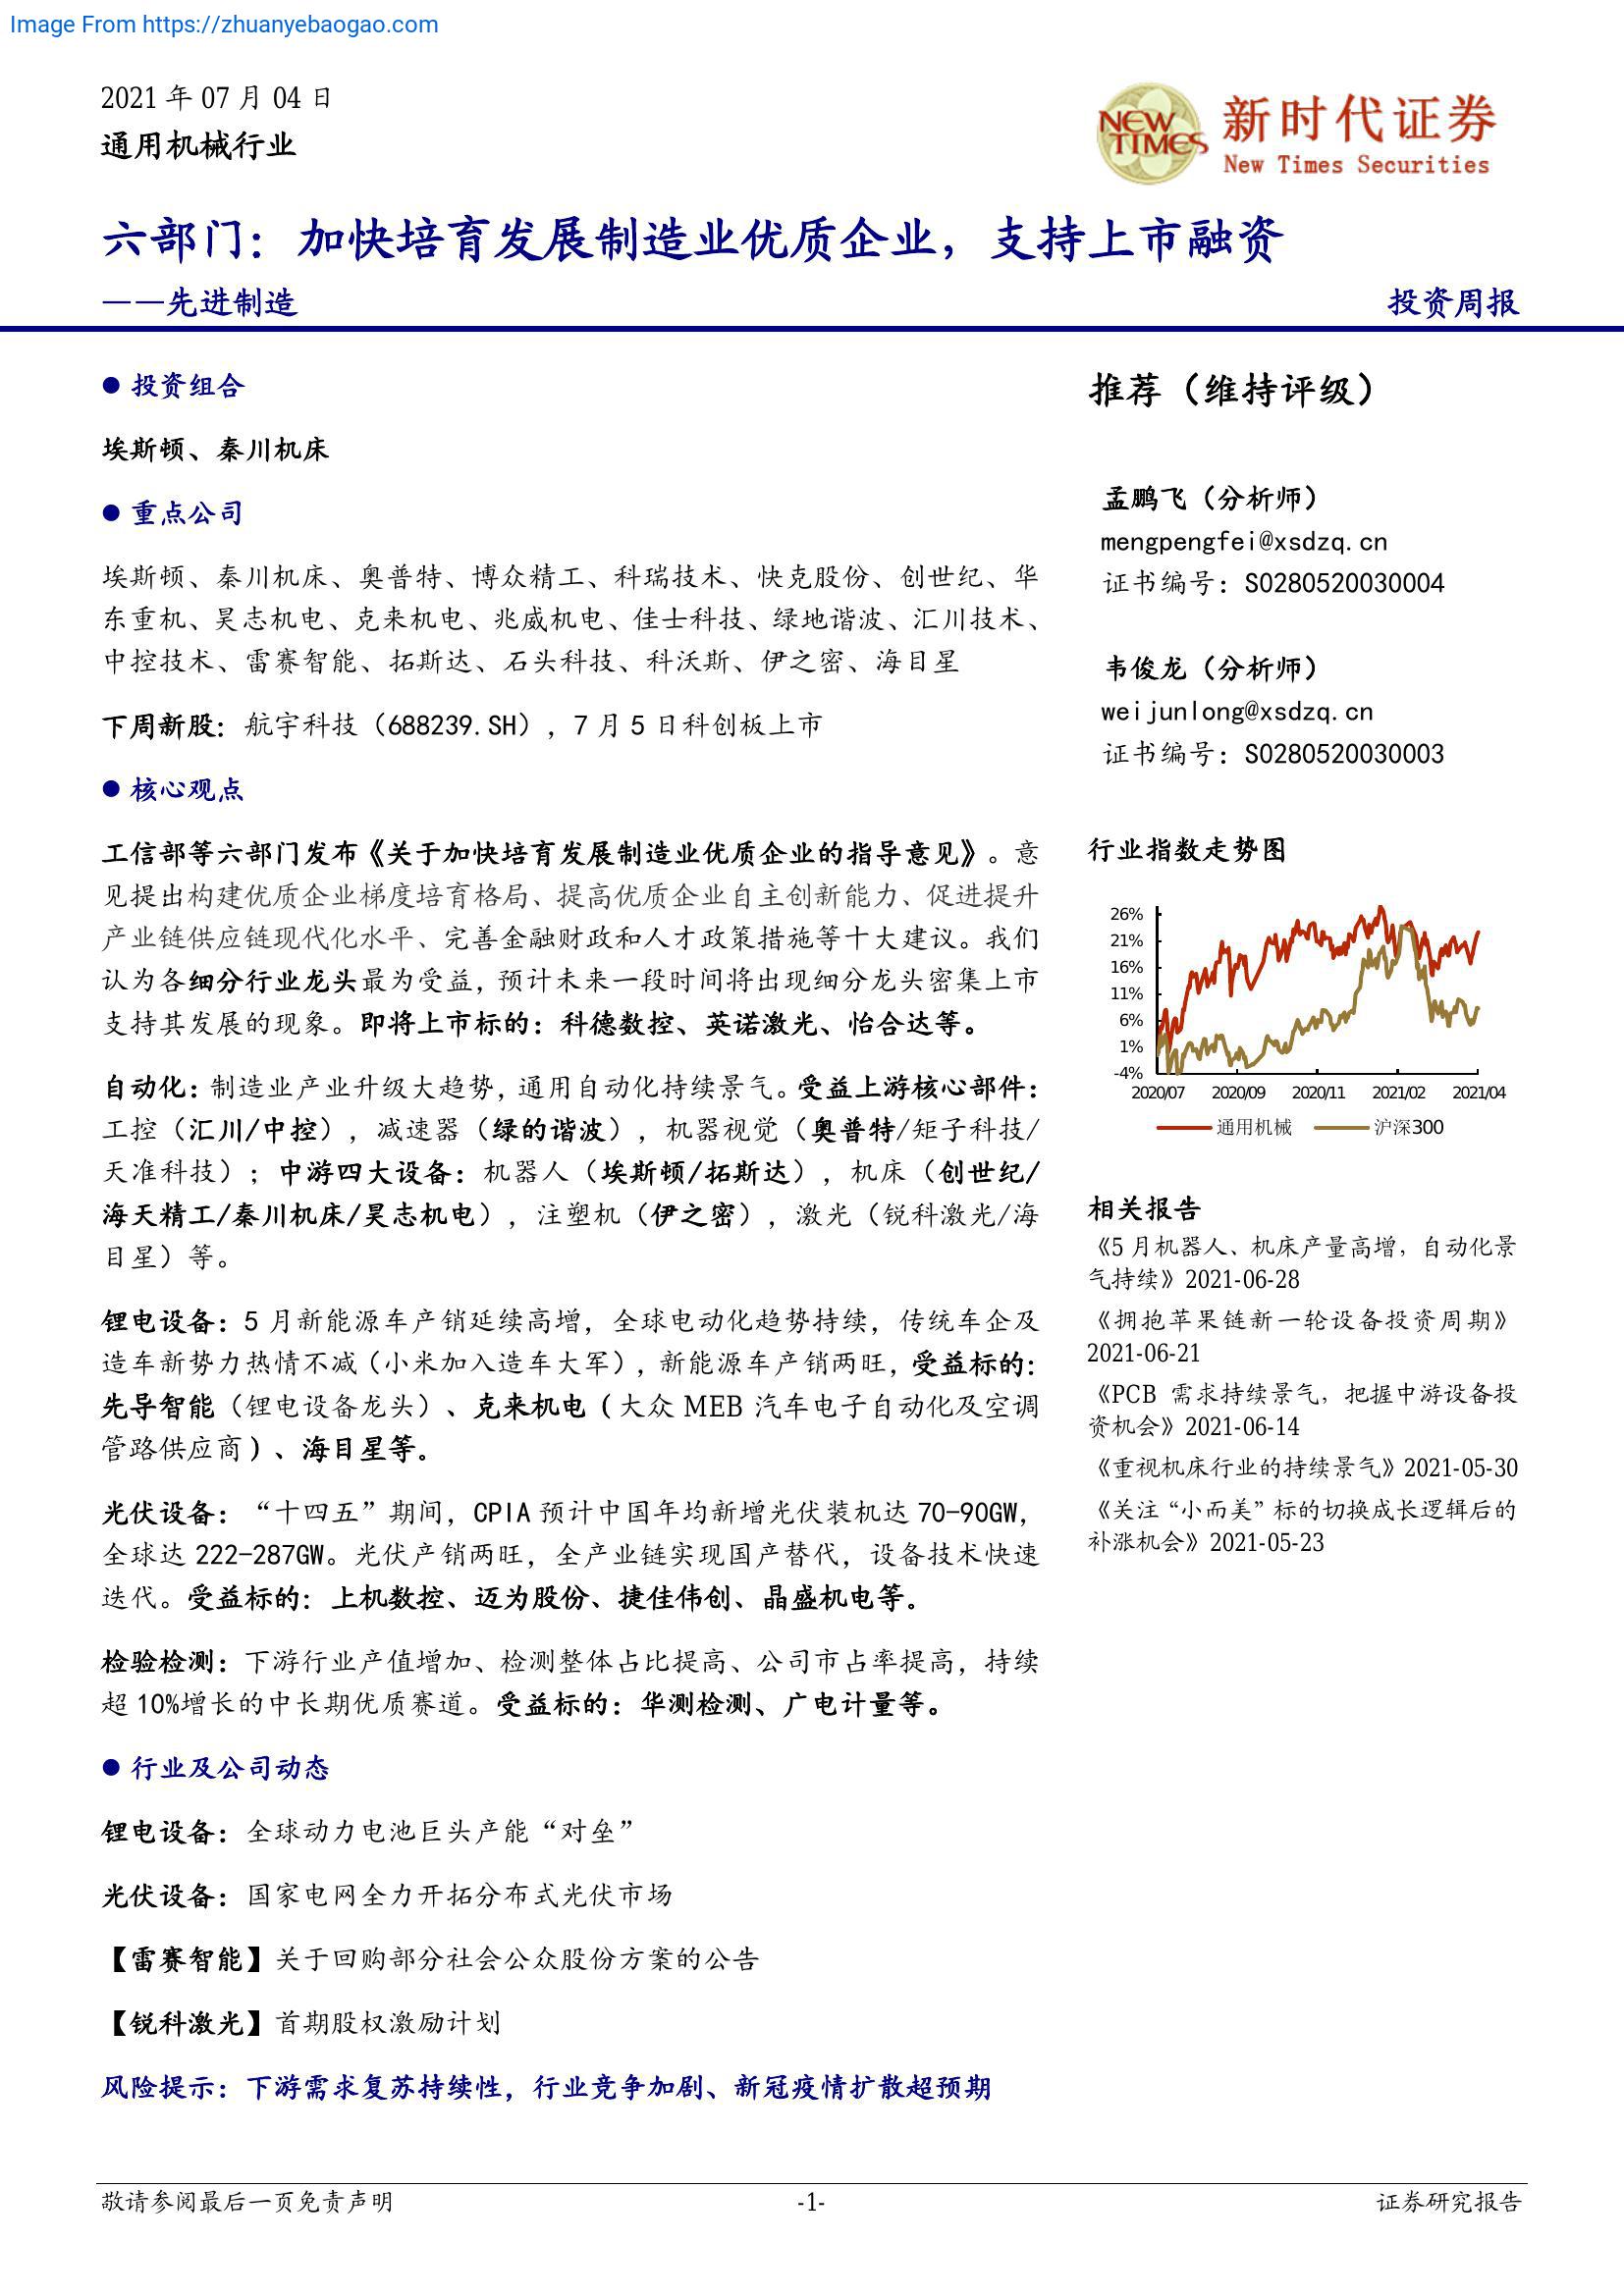 Image From https://zhuanyebaogao.com
2021 年 07 月 04 日
通用机械行业
NEW TIMES
新时代证券
New Times Securities
六部门：加快培育发展制造业优质企业，支持上市融资
——先进制造
投资周报
● 投资组合
埃斯顿、秦川机床
● 重点公司
埃斯顿、秦川机床、奥普特、博众精工、科瑞技术、快克股份、创世纪、华
东重机、昊志机电、克来机电、兆威机电、佳士科技、绿地谐波、汇川技术、
中控技术、雷赛智能、拓斯达、石头科技、科沃斯、伊之密、海目星
下周新股：航宇科技（688239.SH），7 月 5 日科创板上市
● 核心观点
工信部等六部门发布《关于加快培育发展制造业优质企业的指导意见》。意
见提出构建优质企业梯度培育格局、提高优质企业自主创新能力、促进提升
产业链供应链现代化水平、完善金融财政和人才政策措施等十大建议。我们
认为各细分行业龙头最为受益，预计未来一段时间将出现细分龙头密集上市
支持其发展的现象。即将上市标的：科德数控、英诺激光、怡合达等。
自动化：制造业产业升级大趋势，通用自动化持续景气。受益上游核心部件：
工控（汇川/中控），减速器（绿的谐波），机器视觉（奥普特/矩子科技/
天准科技）；中游四大设备：机器人（埃斯顿/拓斯达），机床（创世纪/
海天精工/秦川机床/昊志机电），注塑机（伊之密），激光（锐科激光/海
目星）等。
锂电设备：5 月新能源车产销延续高增，全球电动化趋势持续，传统车企及
造车新势力热情不减（小米加入造车大军），新能源车产销两旺，受益标的：
先导智能（锂电设备龙头）、克来机电（大众 MEB 汽车电子自动化及空调
管路供应商）、海目星等。
光伏设备：“十四五”期间，CPIA 预计中国年均新增光伏装机达 70-90GW，
全球达 222-287GW。光伏产销两旺，全产业链实现国产替代，设备技术快速
迭代。受益标的：上机数控、迈为股份、捷佳伟创、晶盛机电等。
检验检测：下游行业产值增加、检测整体占比提高、公司市占率提高，持续
超 10%增长的中长期优质赛道。受益标的：华测检测、广电计量等。
● 行业及公司动态
锂电设备：全球动力电池巨头产能“对垒”
光伏设备：国家电网全力开拓分布式光伏市场
【雷赛智能】关于回购部分社会公众股份方案的公告
【锐科激光】首期股权激励计划
风险提示：下游需求复苏持续性，行业竞争加剧、新冠疫情扩散超预期
推荐（维持评级）
孟鹏飞（分析师）
mengpengfei@xsdzq.cn
证书编号：S0280520030004
韦俊龙（分析师）
weijunlong@xsdzq.cn
证书编号：S0280520030003
行业指数走势图
26%
21%
16%
11%
6%
1%
-4%
2020/07 2020/09 2020/11 2021/02 2021/04
通用机械 沪深300
相关报告
《5 月机器人、机床产量高增，自动化景
气持续》2021-06-28
《拥抱苹果链新一轮设备投资周期》
2021-06-21
《PCB 需求持续景气，把握中游设备投
资机会》2021-06-14
《重视机床行业的持续景气》2021-05-30
《关注“小而美”标的切换成长逻辑后的
补涨机会》2021-05-23
敬请参阅最后一页免责声明
-1-
证券研究报告